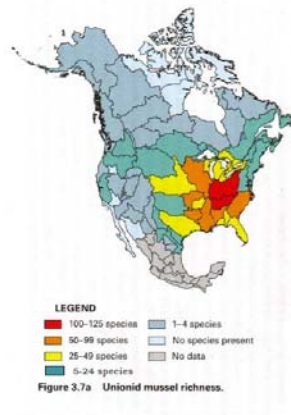 LEGEND
100–125 species
50–99 species
25–49 species
5-24 species
1–4 species
No species present
No data
Figure 3.7a Unionid mussel richness.